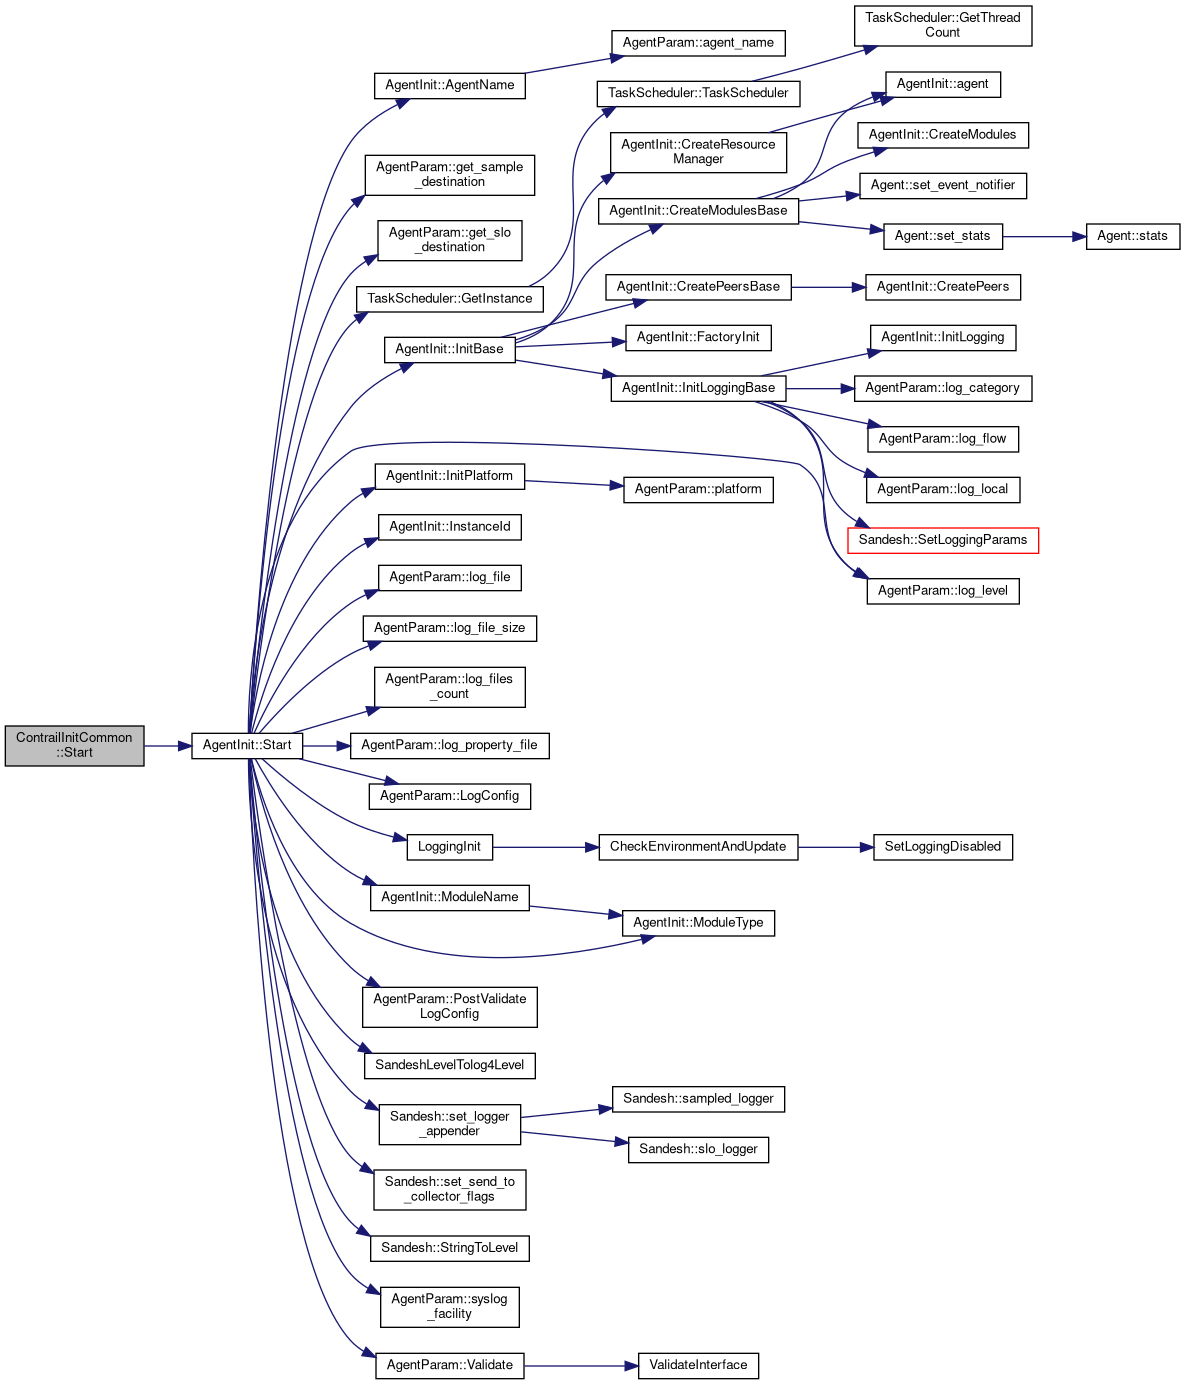 ContrailInitCommon
::Start
AgentInit::Start
AgentInit::AgentName
AgentParam::get_sample
_destination
AgentParam::get_slo
_destination
TaskScheduler::GetInstance
AgentInit::InitBase
AgentInit::InitPlatform
AgentInit::InstanceId
AgentParam::log_file
AgentParam::log_file_size
AgentParam::log_files
_count
AgentParam::log_property_file
AgentParam::LogConfig
LoggingInit
AgentInit::ModuleName
AgentParam::PostValidate
LogConfig
SandeshLevelTolog4Level
Sandesh::set_logger
_appender
Sandesh::set_send_to
_collector_flags
Sandesh::StringToLevel
AgentParam::syslog
_facility
AgentParam::Validate
AgentParam::agent_name
TaskScheduler::TaskScheduler
AgentInit::CreateResource
Manager
AgentInit::CreateModulesBase
AgentInit::CreatePeersBase
AgentInit::FactoryInit
AgentInit::InitLoggingBase
AgentParam::platform
CheckEnvironmentAndUpdate
AgentInit::ModuleType
Sandesh::sampled_logger
Sandesh::slo_logger
ValidateInterface
TaskScheduler::GetThread
Count
AgentInit::agent
AgentInit::CreateModules
Agent::set_event_notifier
Agent::set_stats
AgentInit::CreatePeers
AgentInit::InitLogging
AgentParam::log_category
AgentParam::log_flow
AgentParam::log_local
Sandesh::SetLoggingParams
AgentParam::log_level
SetLoggingDisabled
Agent::stats